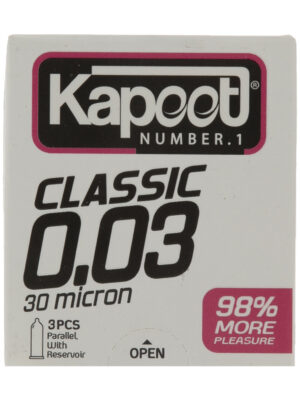 Kapoot®
NUMBER.1
CLASSIC
0.03
30 micron
3PCS
Parallel,
With
Reservoir
OPEN
98%
MORE
PLEASURE